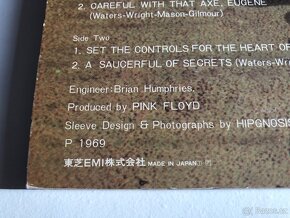 2. CAREFUL WITH THAT AXE, EUGENE
(Waters-Wright-Mason-Gilmour)
Side Two
1. SET THE CONTROLS FOR THE HEART OF
2. A SAUCERFUL OF SECRETS (Waters-Wri
Engineer: Brian Humphries.
Produced by PINK FLOYD
Sleeve Design & Photographs by HIPGNOSIS
P 1969
東芝EMI株式会社 MADE IN JAPAN